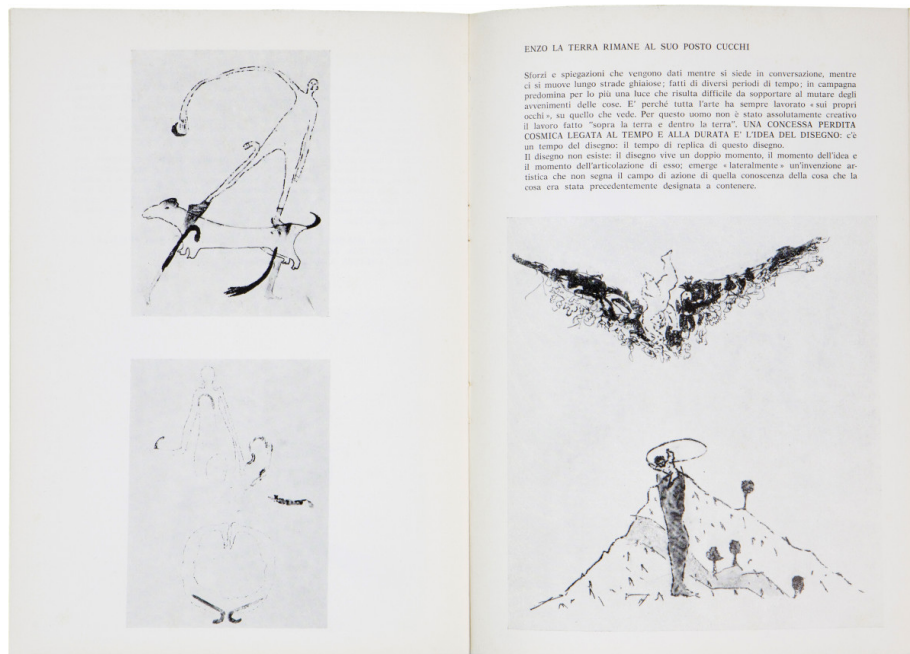 ENZO LA TERRA RIMANE AL SUO POSTO CUCCHI
Sforzi e spiegazioni che vengono dati mentre si siede in conversazione, mentre
ci si muove lungo strade ghiaiose; fatti di diversi periodi di tempo; in campagna
predomina per lo più una luce che risulta difficile da sopportare al mutare degli
avvenimenti delle cose. E' perché tutta l'arte ha sempre lavorato «sui propri
occhi», su quello che vede. Per questo uomo non è stato assolutamente creativo
il lavoro fatto "sopra la terra e dentro la terra". UNA CONCESSA PERDITA
COSMICA LEGATA AL TEMPO E ALLA DURATA E' L'IDEA DEL DISEGNO: c'è
un tempo del disegno: il tempo di replica di questo disegno.
Il disegno non esiste: il disegno vive un doppio momento, il momento dell'idea e
il momento dell'articolazione di esso; emerge «lateralmente» un'invenzione ar-
tistica che non segna il campo di azione di quella conoscenza della cosa che la
cosa era stata precedentemente designata a contenere.